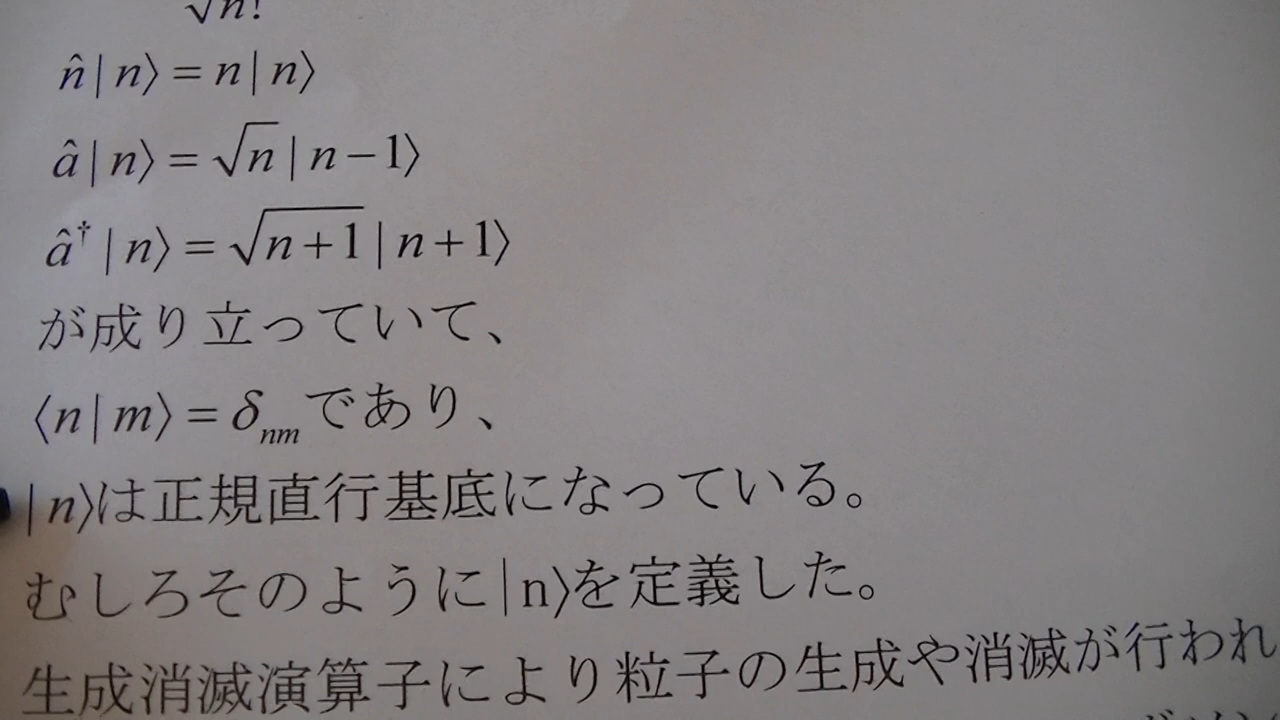 √n!
n̂|n⟩ = n|n⟩
â|n⟩ = √n|n−1⟩
â†|n⟩ = √(n+1)|n+1⟩
が成り立っていて、
⟨n|m⟩ = δnmであり、
|n⟩は正規直行基底になっている。
むしろそのように|n⟩を定義した。
生成消滅演算子により粒子の生成や消滅が行われ